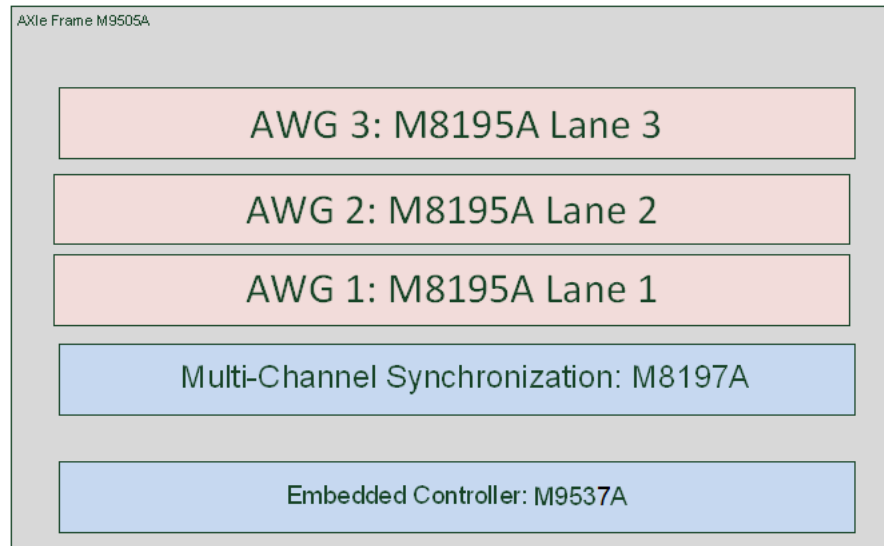 AXIe Frame M9505A
AWG 3: M8195A Lane 3
AWG 2: M8195A Lane 2
AWG 1: M8195A Lane 1
Multi-Channel Synchronization: M8197A
Embedded Controller: M9537A